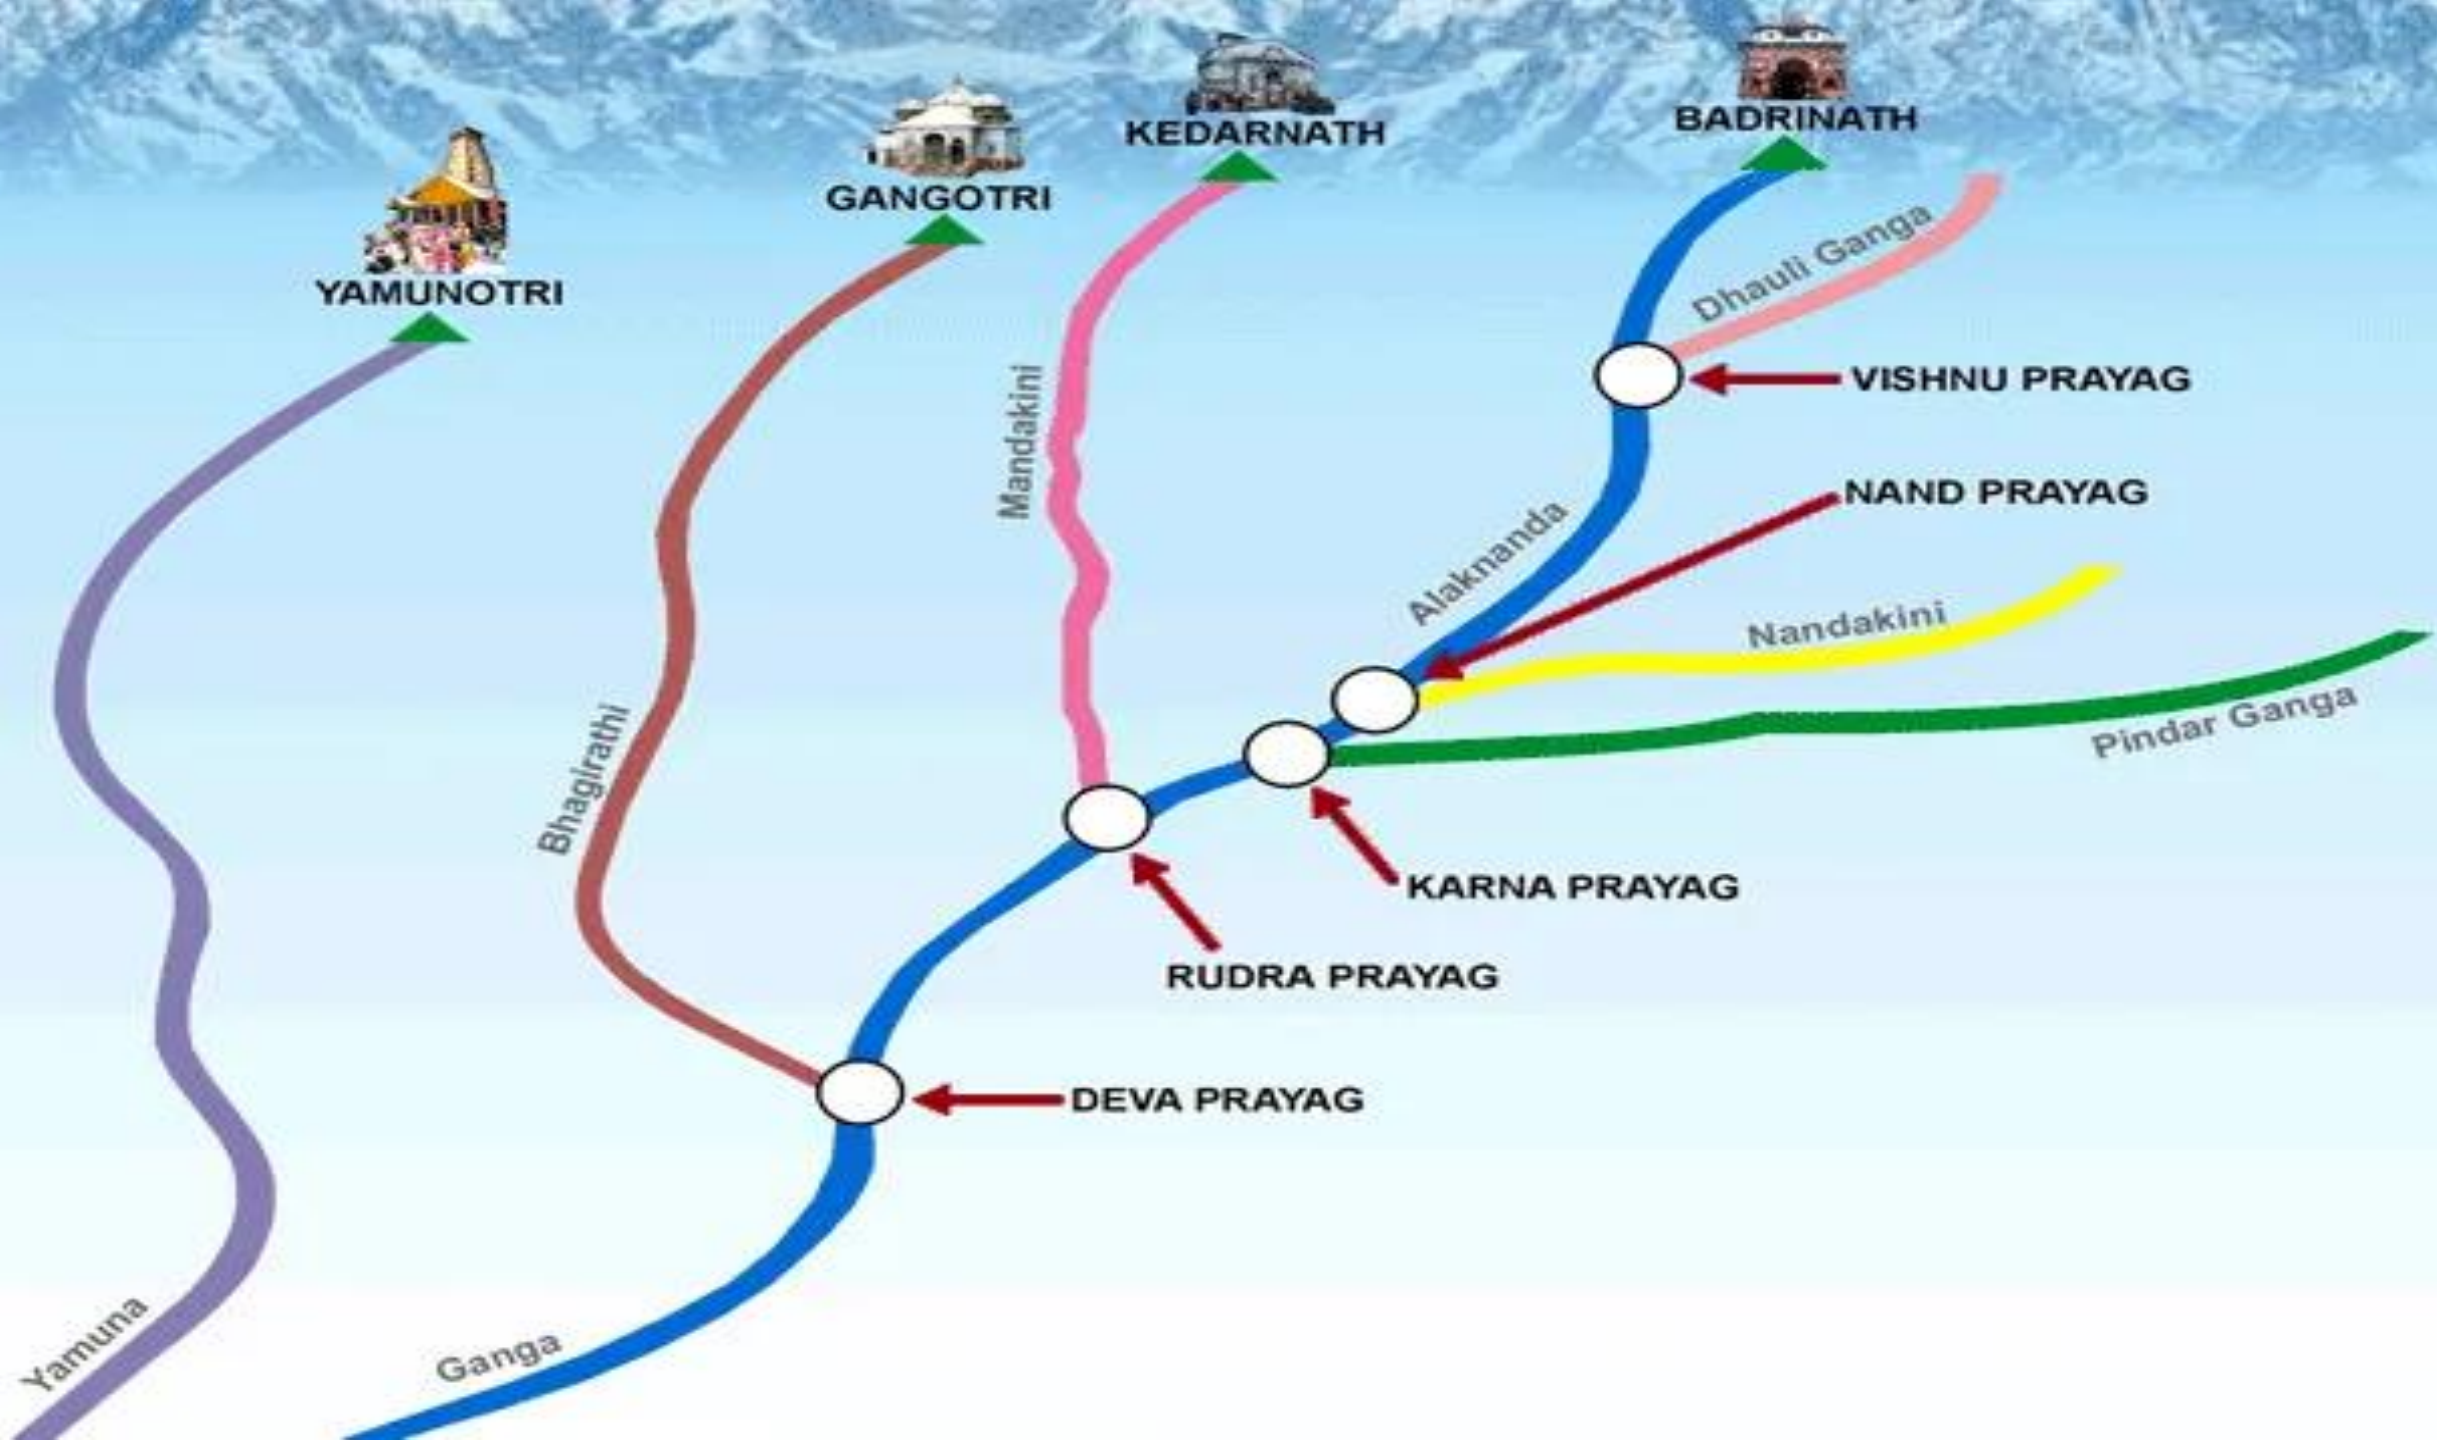 BADRINATH
KEDARNATH
GANGOTRI
YAMUNOTRI
Dhauli Ganga
VISHNU PRAYAG
Mandakini
NAND PRAYAG
Alaknanda
Nandakini
Pindar Ganga
Bhagirathi
KARNA PRAYAG
RUDRA PRAYAG
DEVA PRAYAG
Yamuna
Ganga